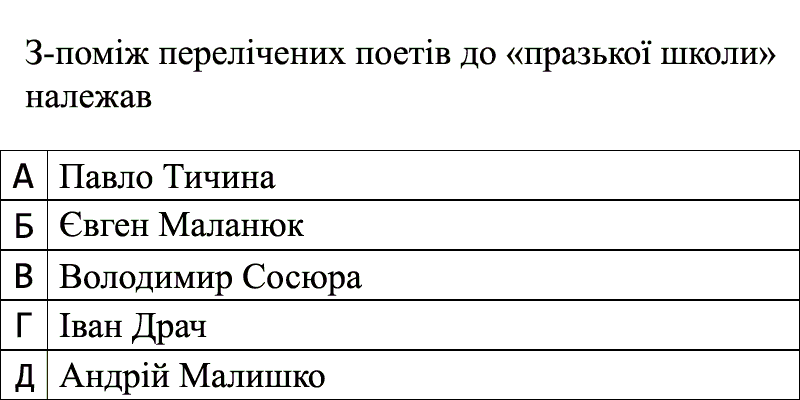 З-поміж перелічених поетів до «празької школи»
належав
А Павло Тичина
Б Євген Маланюк
В Володимир Сосюра
Г Іван Драч
Д Андрій Малишко